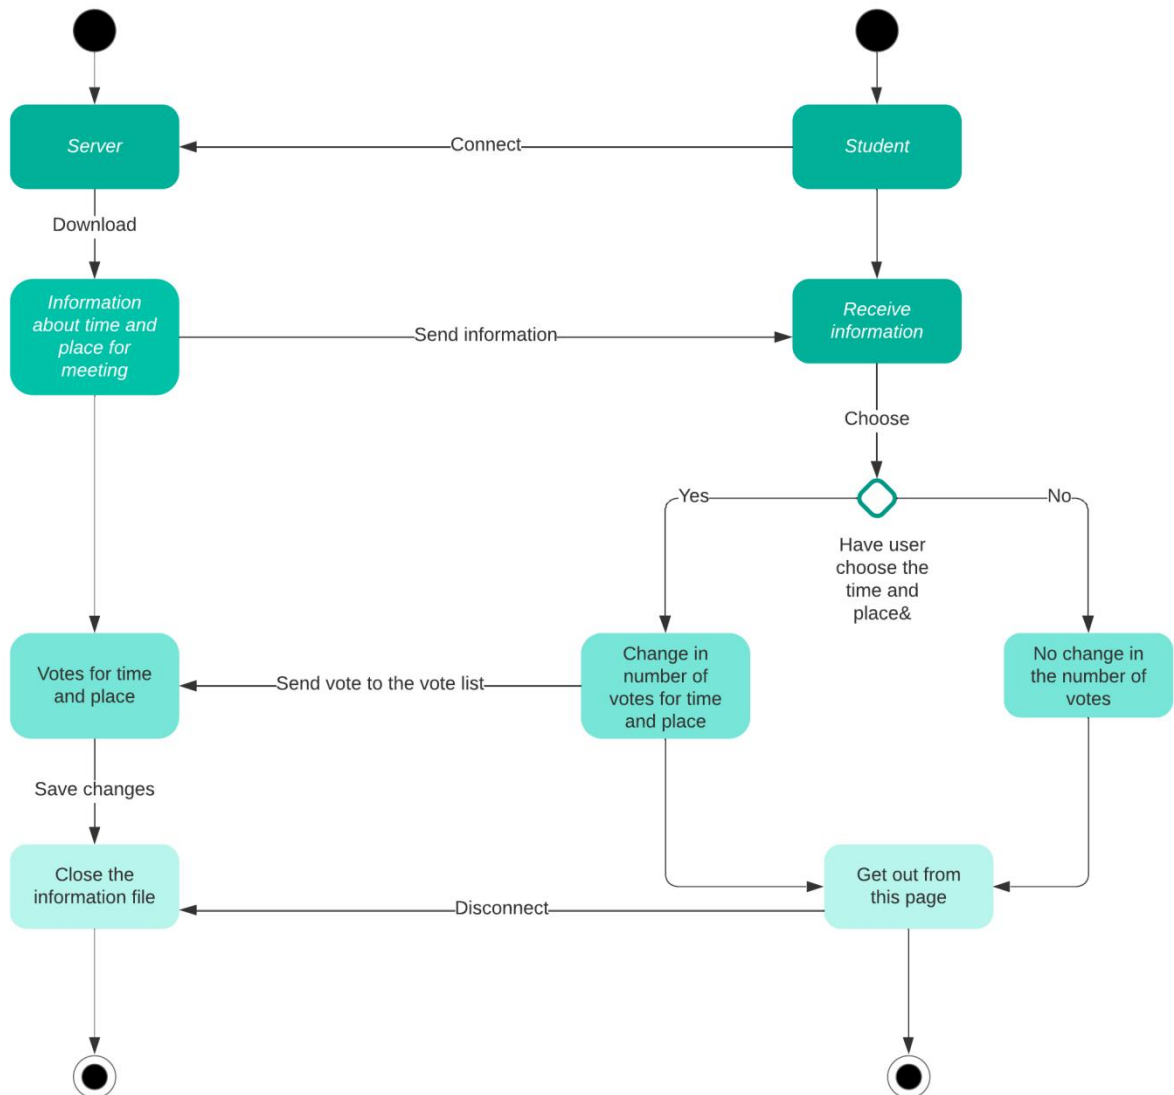 Server
Connect
Student
Download
Information
about time and
place for
meeting
Send information
Receive
information
Choose
Yes
No
Have user
choose the
time and
place&
Votes for time
and place
Send vote to the vote list
Change in
number of
votes for time
and place
No change in
the number of
votes
Save changes
Close the
information file
Disconnect
Get out from
this page